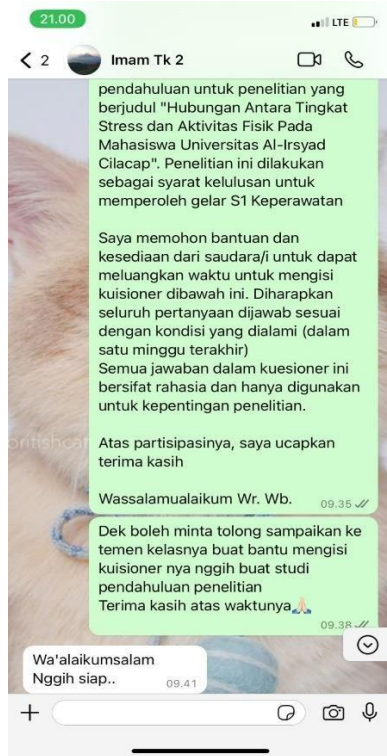 21.00
LTE
2
Imam Tk 2
pendahuluan untuk penelitian yang
berjudul "Hubungan Antara Tingkat
Stress dan Aktivitas Fisik Pada
Mahasiswa Universitas Al-Irsyad
Cilacap". Penelitian ini dilakukan
sebagai syarat kelulusan untuk
memperoleh gelar S1 Keperawatan
Saya memohon bantuan dan
kesediaan dari saudara/i untuk dapat
meluangkan waktu untuk mengisi
kuisioner dibawah ini. Diharapkan
seluruh pertanyaan dijawab sesuai
dengan kondisi yang dialami (dalam
satu minggu terakhir)
Semua jawaban dalam kuesioner ini
bersifat rahasia dan hanya digunakan
untuk kepentingan penelitian.
Atas partisipasinya, saya ucapkan
terima kasih
Wassalamualaikum Wr. Wb.
09.35
Dek boleh minta tolong sampaikan ke
temen kelasnya buat bantu mengisi
kuisioner nya nggih buat studi
pendahuluan penelitian
Terima kasih atas waktunya🙏🏻
09.38
Wa'alaikumsalam
Nggih siap..
09.41